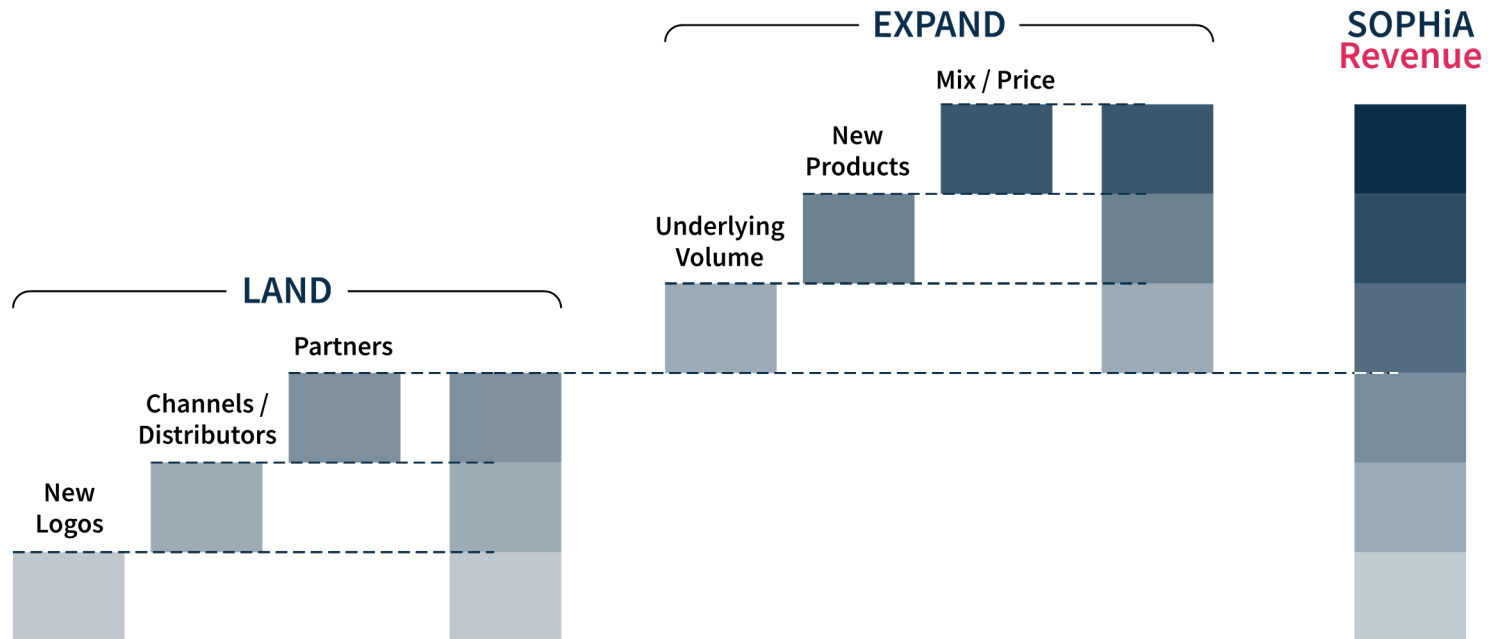 EXPAND
SOPHiA
Revenue
Mix / Price
New
Products
Underlying
Volume
LAND
Partners
Channels /
Distributors
New
Logos